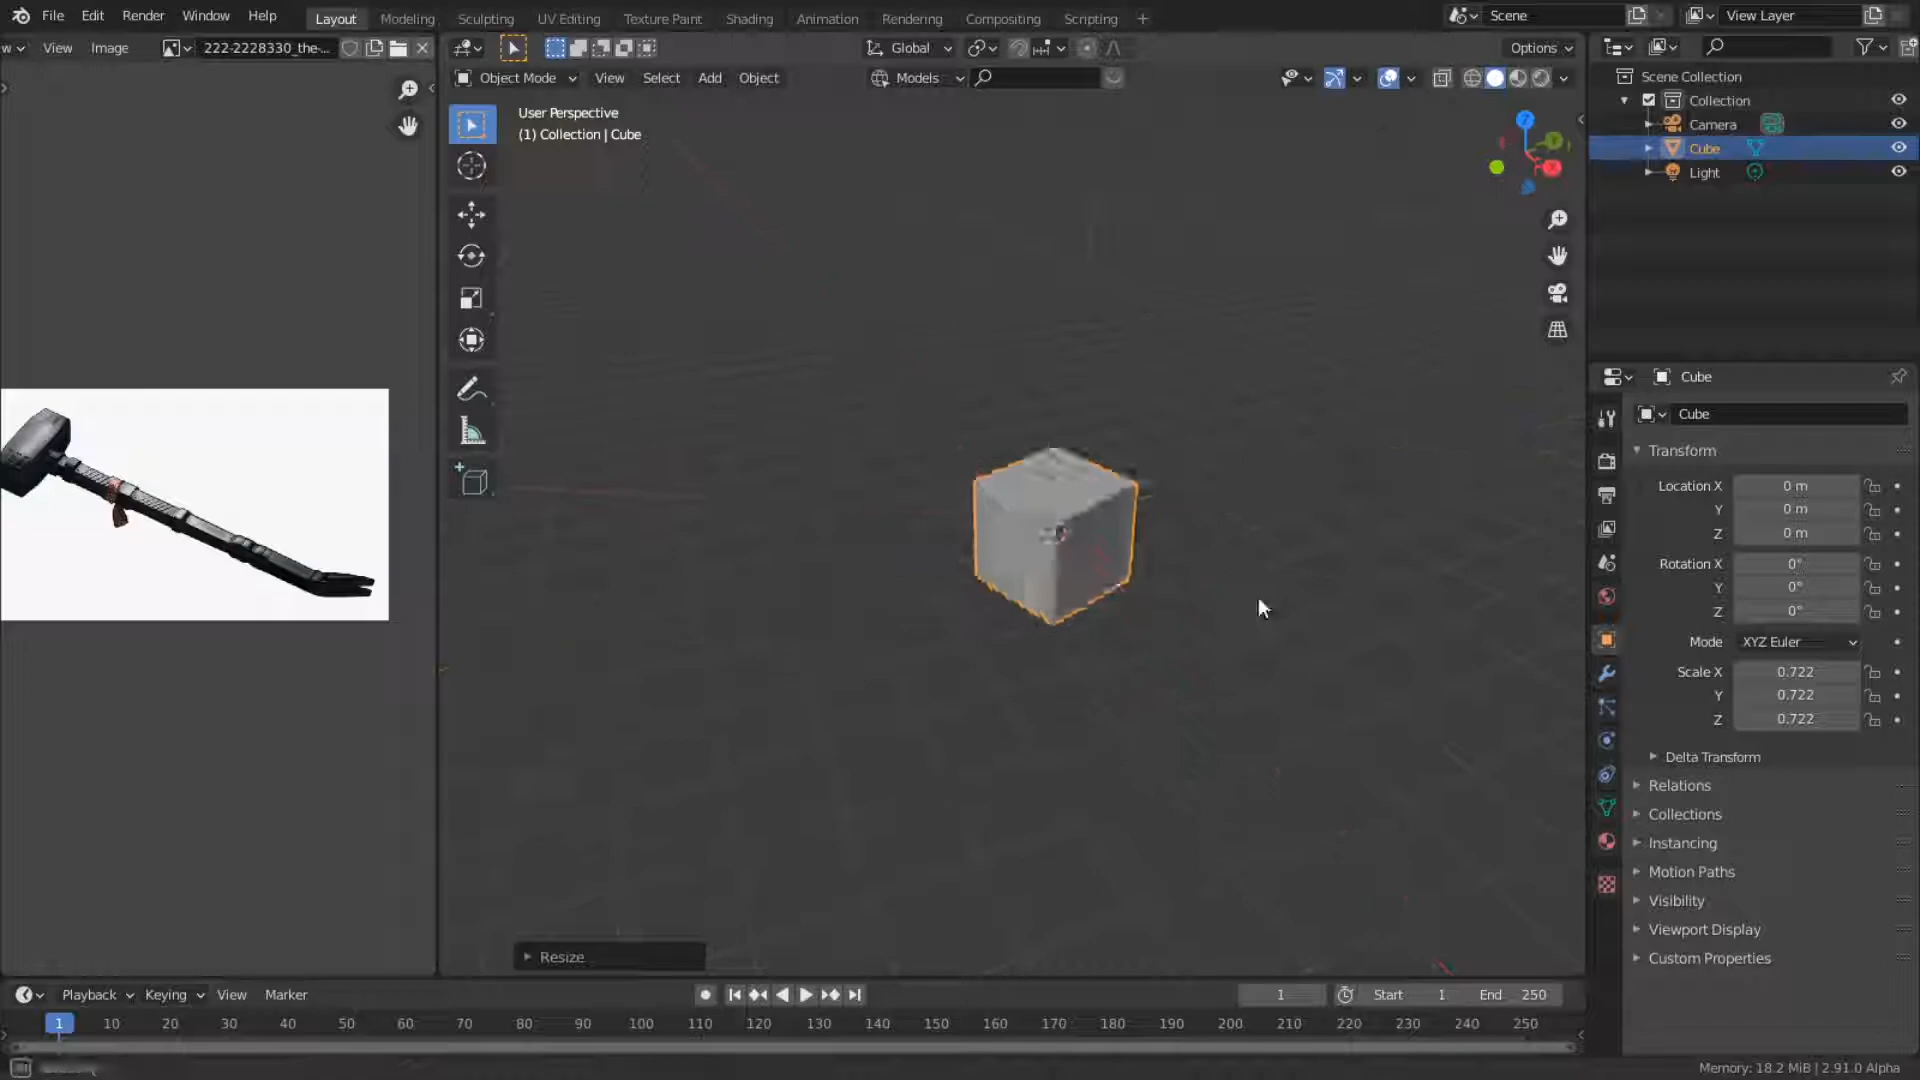 File Edit Render Window Help Layout Modeling Sculpting UV Editing Texture Paint Shading Animation Rendering Compositing Scripting + Scene View Layer
w View Image 222-2228330_the-... Global Options
Object Mode View Select Add Object Models
User Perspective
(1) Collection | Cube
Scene Collection
Collection
Camera
Cube
Light
Z
X
Cube
Cube
Transform
Location X 0 m
Y 0 m
Z 0 m
Rotation X 0°
Y 0°
Z 0°
Mode XYZ Euler
Scale X 0.722
Y 0.722
Z 0.722
Delta Transform
Relations
Collections
Instancing
Motion Paths
Visibility
Viewport Display
Custom Properties
Resize
Playback Keying View Marker 1 Start 1 End 250
1 10 20 30 40 50 60 70 80 90 100 110 120 130 140 150 160 170 180 190 200 210 220 230 240 250
Memory: 18.2 MiB | 2.91.0 Alpha